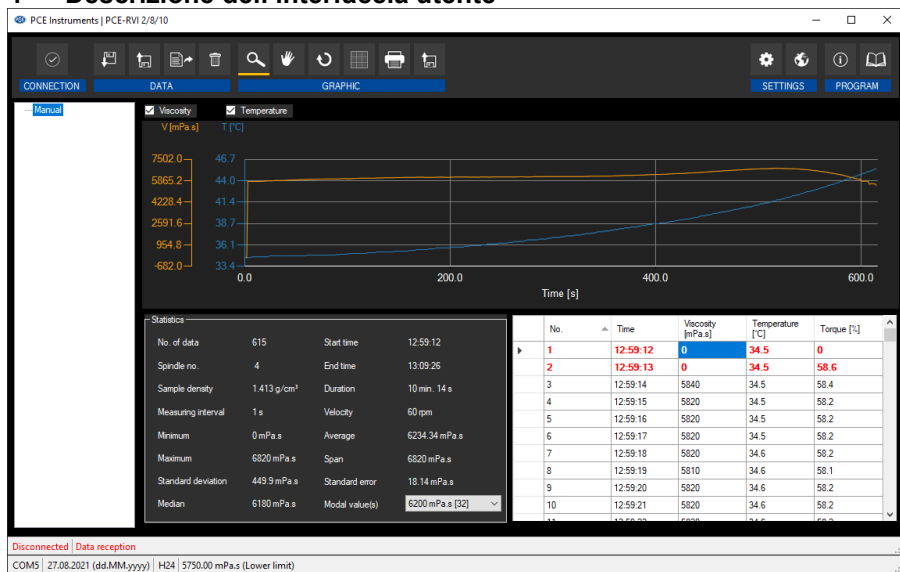 PCE Instruments | PCE-RVI 2/8/10
CONNECTION DATA GRAPHIC SETTINGS PROGRAM
Manual
Viscosity Temperature
V [mPa.s] T [°C]
7502.0 46.7
5865.2 44.0
4228.4 41.4
2591.6 38.7
954.8 36.1
-682.0 33.4
0.0 200.0 400.0 600.0
Time [s]
Statistics
No. of data 615 Start time 12:59:12
Spindle no. 4 End time 13:09:26
Sample density 1.413 g/cm³ Duration 10 min. 14 s
Measuring interval 1 s Velocity 60 rpm
Minimum 0 mPa.s Average 6234.34 mPa.s
Maximum 6820 mPa.s Span 6820 mPa.s
Standard deviation 449.9 mPa.s Standard error 18.14 mPa.s
Median 6180 mPa.s Modal value(s) 6200 mPa.s [32]
No. Time Viscosity [mPa.s] Temperature [°C] Torque [%]
1 12:59:12 0 34.5 0
2 12:59:13 0 34.5 58.6
3 12:59:14 5840 34.5 58.4
4 12:59:15 5820 34.5 58.2
5 12:59:16 5820 34.5 58.2
6 12:59:17 5820 34.5 58.2
7 12:59:18 5820 34.6 58.2
8 12:59:19 5810 34.6 58.1
9 12:59:20 5820 34.6 58.2
10 12:59:21 5820 34.6 58.2
Disconnected Data reception
COM5 27.08.2021 (dd.MM.yyyy) H24 5750.00 mPa.s (Lower limit)